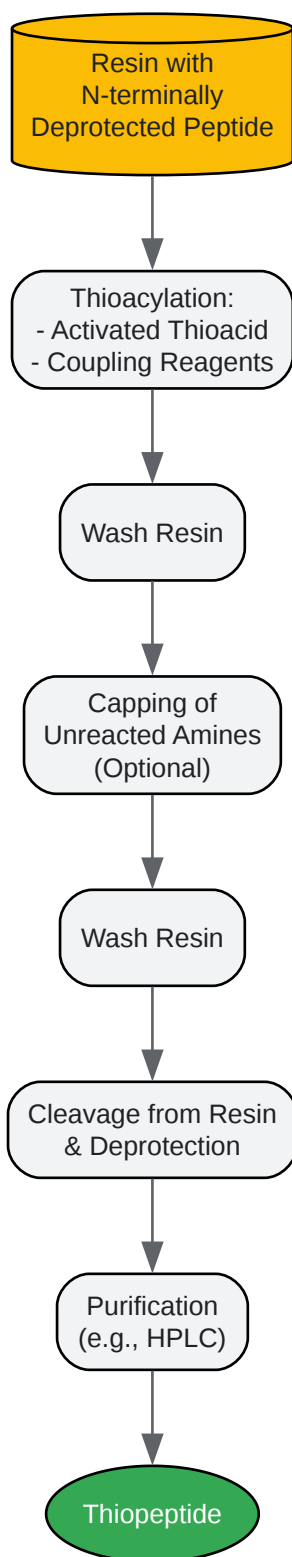 Resin with
N-terminally
Deprotected Peptide
Thioacylation:
- Activated Thioacid
- Coupling Reagents
Wash Resin
Capping of
Unreacted Amines
(Optional)
Wash Resin
Cleavage from Resin
& Deprotection
Purification
(e.g., HPLC)
Thiopeptide